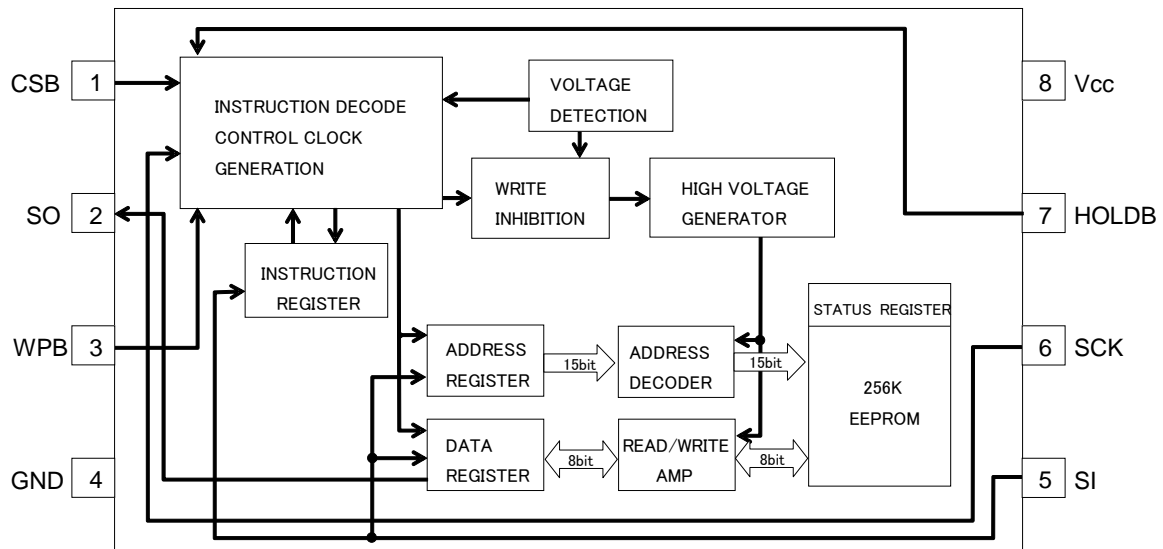 CSB
1
INSTRUCTION DECODE
CONTROL CLOCK
GENERATION
VOLTAGE
DETECTION
8
Vcc
SO
2
WRITE
INHIBITION
HIGH VOLTAGE
GENERATOR
7
HOLDB
INSTRUCTION
REGISTER
STATUS REGISTER
WPB
3
ADDRESS
REGISTER
15bit
ADDRESS
DECODER
15bit
256K
EEPROM
6
SCK
GND
4
DATA
REGISTER
8bit
READ/WRITE
AMP
8bit
5
SI